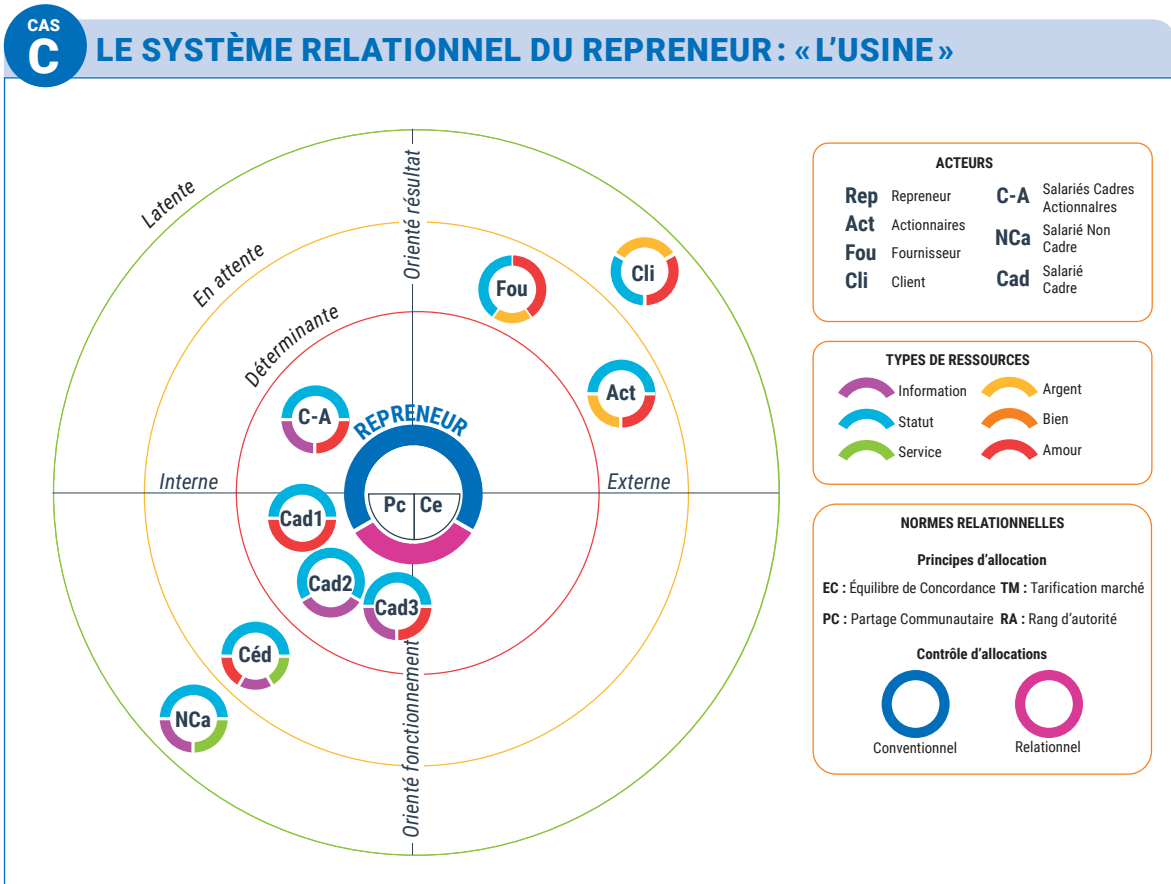 CAS
C
LE SYSTÈME RELATIONNEL DU REPRENEUR : « L'USINE »
Latente
En attente
Déterminante
Orienté résultat
Fou
Cli
Act
C-A
REPRENEUR
Interne
Externe
Pc
Ce
Cad1
Cad2
Cad3
Céd
NCa
Orienté fonctionnement
ACTEURS
Rep Repreneur
Act Actionnaires
Fou Fournisseur
Cli Client
C-A Salariés Cadres
Actionnalres
NCa Salarié Non
Cadre
Cad Salarié
Cadre
TYPES DE RESSOURCES
Information
Statut
Service
Argent
Bien
Amour
NORMES RELATIONNELLES
Principes d'allocation
EC : Équilibre de Concordance TM : Tarification marché
PC : Partage Communautaire RA : Rang d'autorité
Contrôle d'allocations
Conventionnel
Relationnel